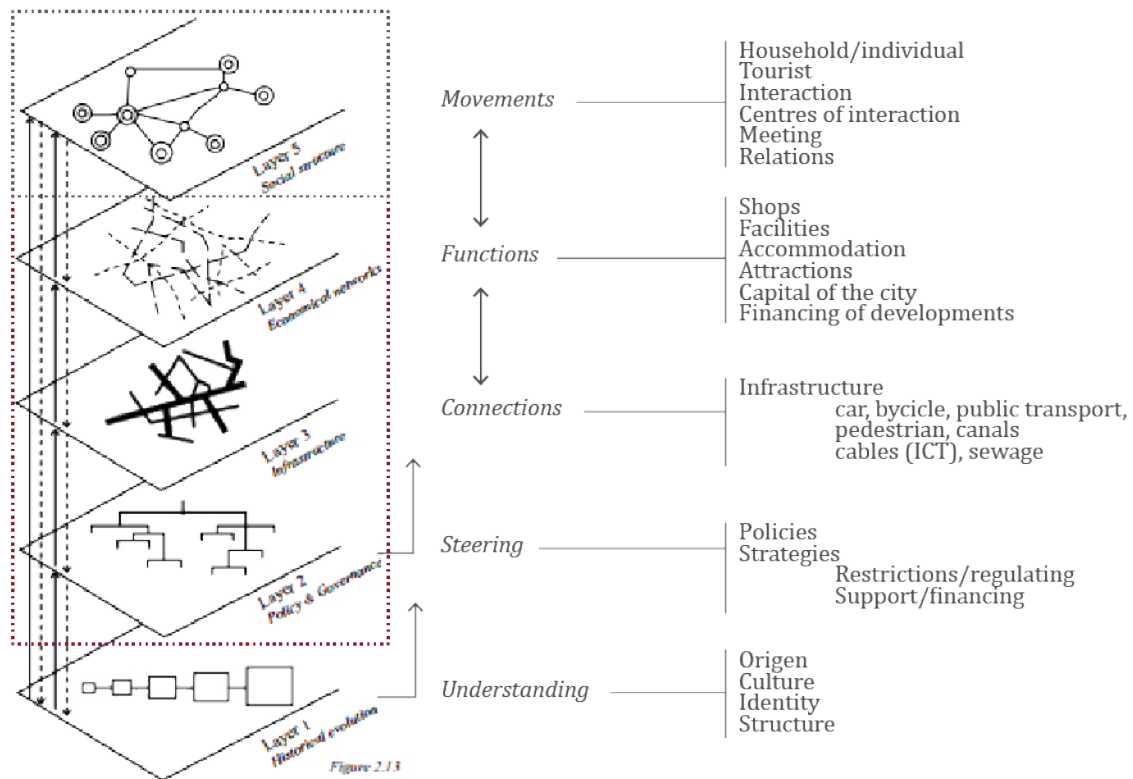 Layer 5
Social structure
Movements
Household/individual
Tourist
Interaction
Centres of interaction
Meeting
Relations
Layer 4
Economical networks
Functions
Shops
Facilities
Accommodation
Attractions
Capital of the city
Financing of developments
Layer 3
Infrastructure
Connections
Infrastructure
car, bycicle, public transport,
pedestrian, canals
cables (ICT), sewage
Layer 2
Policy & Governance
Steering
Policies
Strategies
Restrictions/regulating
Support/financing
Layer 1
Historical evolution
Understanding
Origen
Culture
Identity
Structure
Figure 2.13